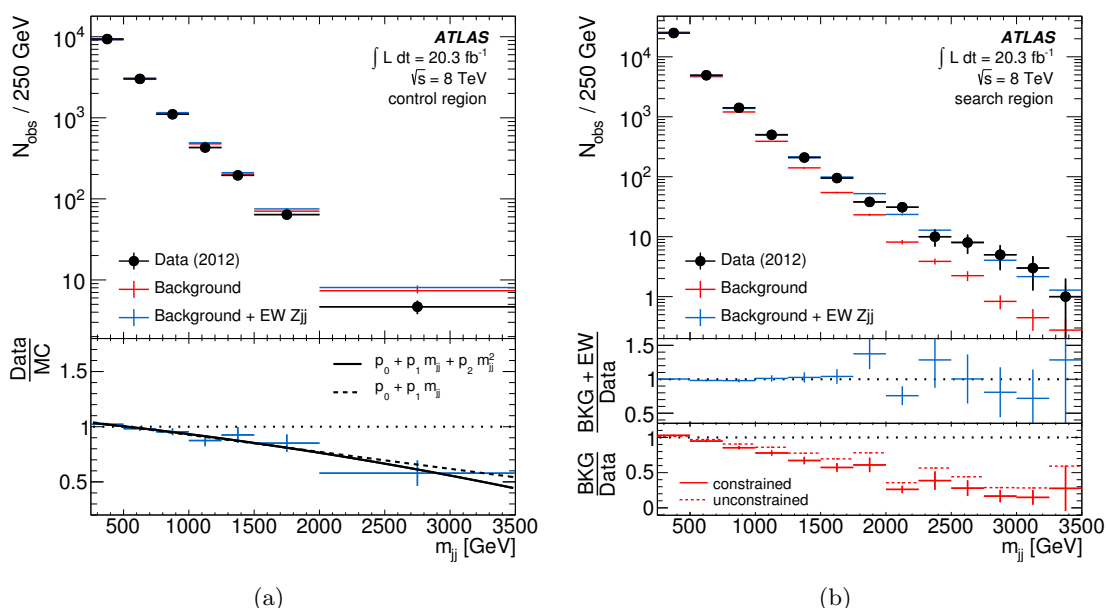 ATLAS
∫ L dt = 20.3 fb⁻¹
√s = 8 TeV
control region
N_obs / 250 GeV
10⁴
10³
10²
10
Data (2012)
Background
Background + EW Zjj
Data
MC
1.5
1
0.5
p₀ + p₁ m_jj + p₂ m²_jj
p₀ + p₁ m_jj
500 1000 1500 2000 2500 3000 3500
m_jj [GeV]
(a)
ATLAS
∫ L dt = 20.3 fb⁻¹
√s = 8 TeV
search region
N_obs / 250 GeV
10⁴
10³
10²
10
1
Data (2012)
Background
Background + EW Zjj
BKG + EW
Data
1.5
1
0.5
BKG
Data
1
0.5
0
constrained
unconstrained
500 1000 1500 2000 2500 3000 3500
m_jj [GeV]
(b)